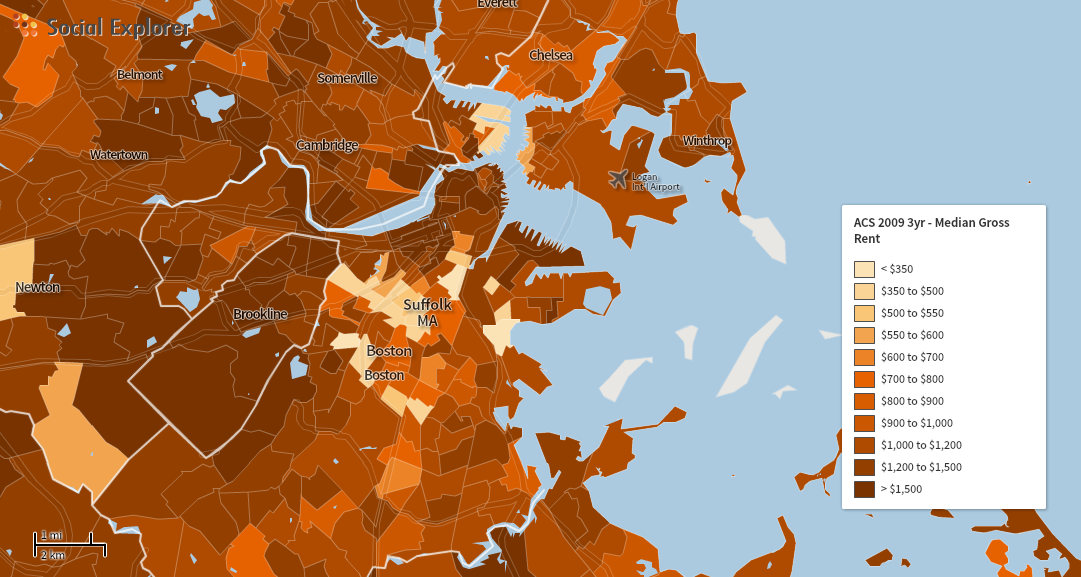 Everett
Social Explorer
Chelsea
Belmont
Somerville
Winthrop
Cambridge
Watertown
Logan
Int'l Airport
ACS 2009 3yr - Median Gross
Rent
< $350
$350 to $500
$500 to $550
$550 to $600
$600 to $700
$700 to $800
$800 to $900
$900 to $1,000
$1,000 to $1,200
$1,200 to $1,500
> $1,500
Newton
Suffolk
MA
Brookline
Boston
Boston
1 mi
2 km